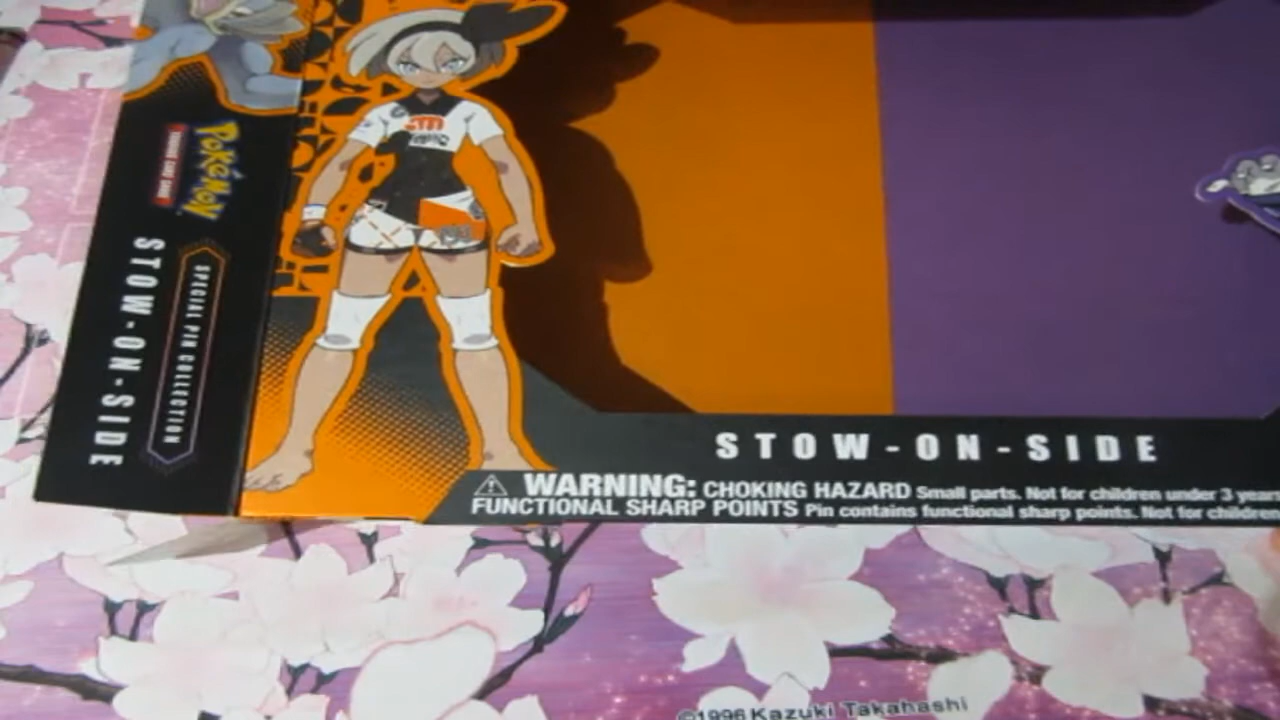 POKÉMON
TRADING CARD GAME
SPECIAL PIN COLLECTION
STOW-ON-SIDE
STOW-ON-SIDE
WARNING: CHOKING HAZARD Small parts. Not for children under 3 years
FUNCTIONAL SHARP POINTS Pin contains functional sharp points. Not for children
©1996 Kazuki Takahashi